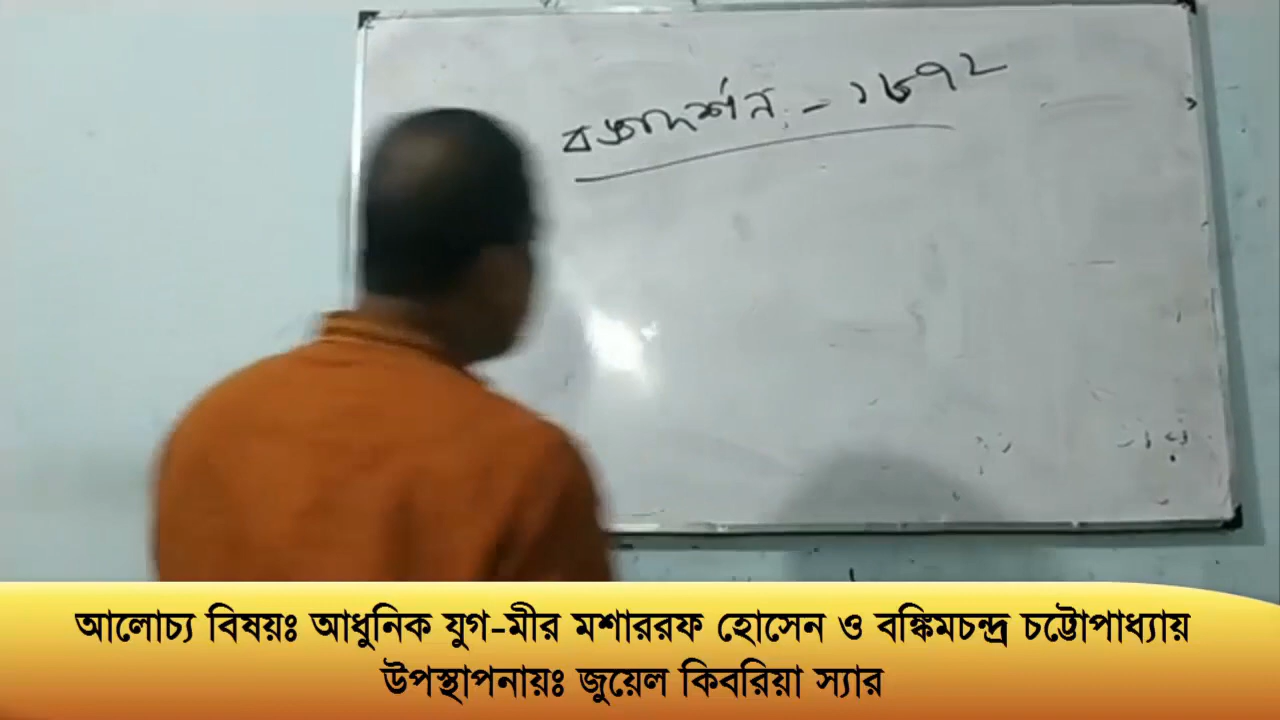 বঙ্গদর্শন - ১৮৭২
আলোচ্য বিষয়ঃ আধুনিক যুগ-মীর মশাররফ হোসেন ও বঙ্কিমচন্দ্র চট্টোপাধ্যায়
উপস্থাপনায়ঃ জুয়েল কিবরিয়া স্যার